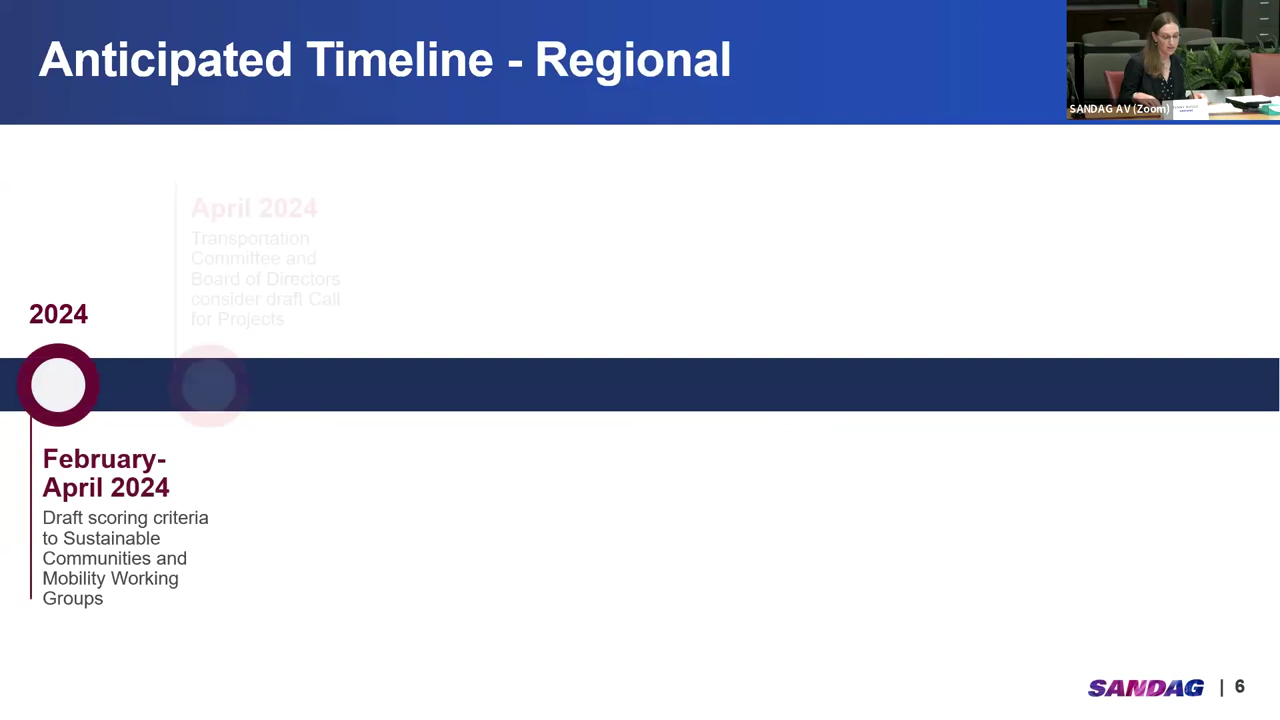 Anticipated Timeline - Regional
SANDAG AV (Zoom)
April 2024
Transportation
Committee and
Board of Directors
consider draft Call
for Projects
2024
February-
April 2024
Draft scoring criteria
to Sustainable
Communities and
Mobility Working
Groups
SANDAG | 6